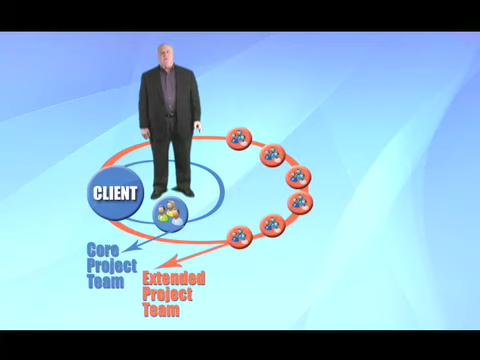 CLIENT
Core
Project
Team
Extended
Project
Team